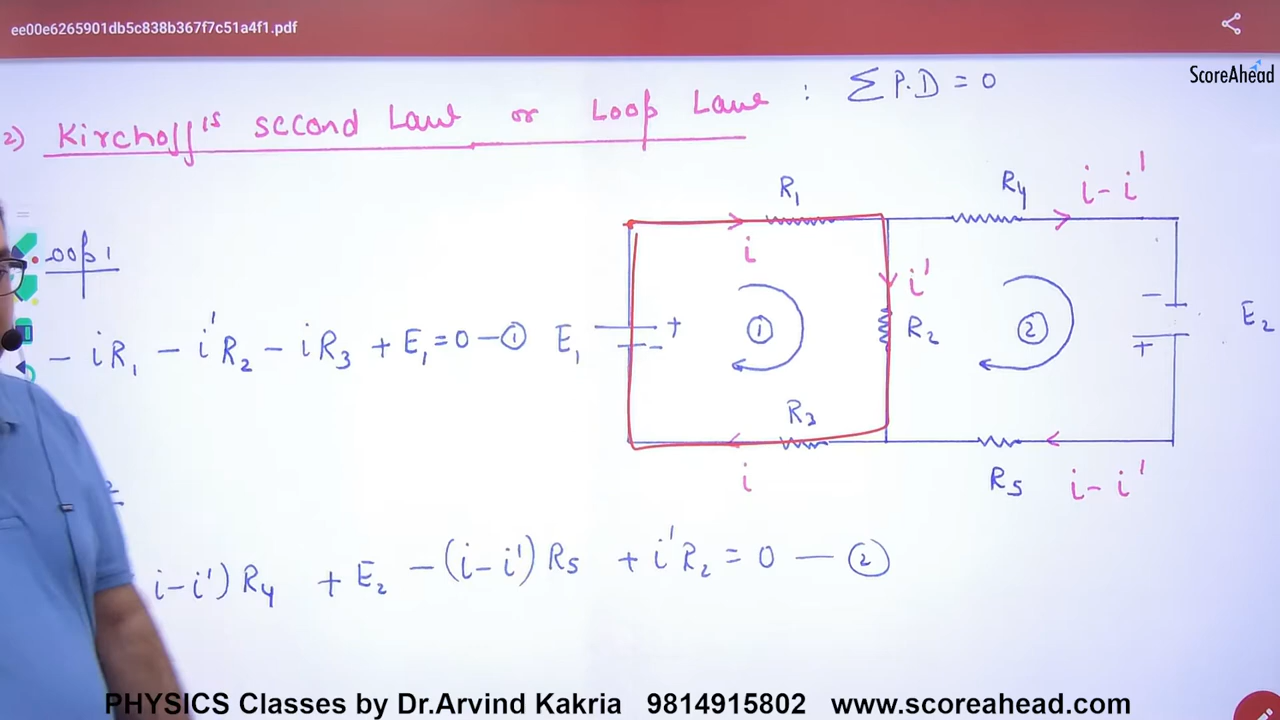 ee00e6265901db5c838b367f7c51a4f1.pdf
ScoreAhead
2) Kirchoff's second Law or Loop Law : ∑ P.D = 0
R₁
R₄
i-i'
oop 1
i
i'
- iR₁ - i'R₂ - iR₃ + E₁ = 0 — ①
E₁
+
-
①
R₂
②
-
+
E₂
R₃
i
R₅
i-i'
i-i') R₄ + E₂ - (i-i') R₅ + i'R₂ = 0 — ②
PHYSICS Classes by Dr.Arvind Kakria 9814915802 www.scoreahead.com